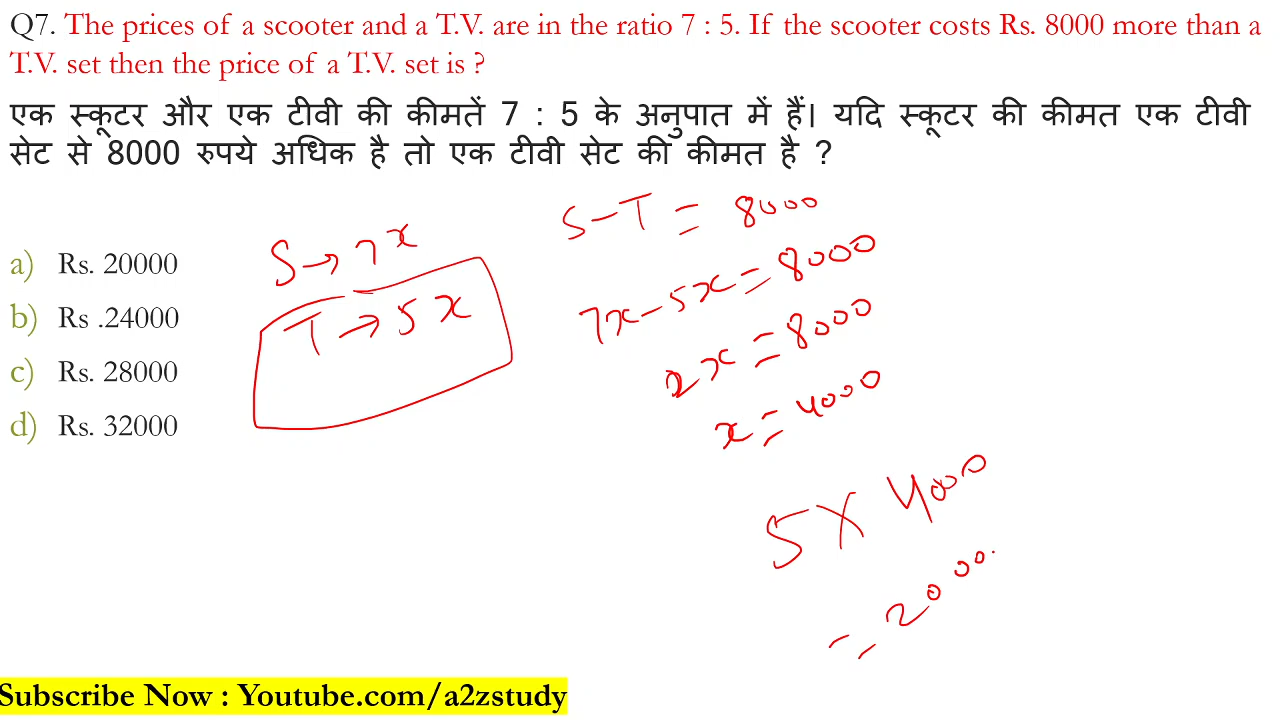 Q7. The prices of a scooter and a T.V. are in the ratio 7 : 5. If the scooter costs Rs. 8000 more than a
T.V. set then the price of a T.V. set is ?
एक स्कूटर और एक टीवी की कीमतें 7 : 5 के अनुपात में हैं। यदि स्कूटर की कीमत एक टीवी
सेट से 8000 रुपये अधिक है तो एक टीवी सेट की कीमत है ?
a) Rs. 20000
b) Rs .24000
c) Rs. 28000
d) Rs. 32000
S → 7x
T → 5x
S - T = 8000
7x - 5x = 8000
2x = 8000
x = 4000
5 X 4000
= 20000.
Subscribe Now : Youtube.com/a2zstudy